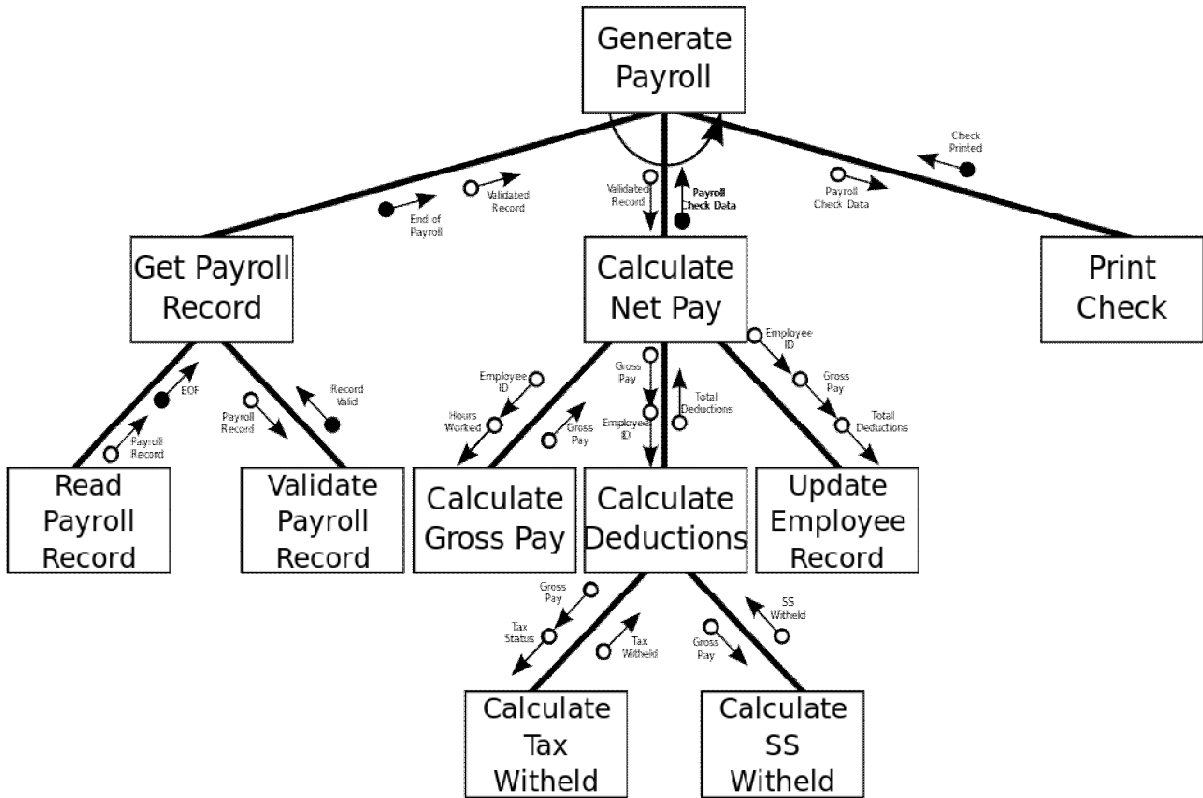 Generate
Payroll
Check
Printed
Validated
Record
End of
Payroll
Validated
Record
Payroll
Check Data
Payroll
Check Data
Get Payroll
Record
Calculate
Net Pay
Print
Check
EOF
Payroll
Record
Payroll
Record
Record
Valid
Employee
ID
Hours
Worked
Gross
Pay
Gross
Pay
Employee
ID
Total
Deductions
Employee
ID
Gross
Pay
Total
Deductions
Read
Payroll
Record
Validate
Payroll
Record
Calculate
Gross Pay
Calculate
Deductions
Update
Employee
Record
Gross
Pay
Tax
Status
Tax
Witheld
Gross
Pay
SS
Witheld
Calculate
Tax
Witheld
Calculate
SS
Witheld